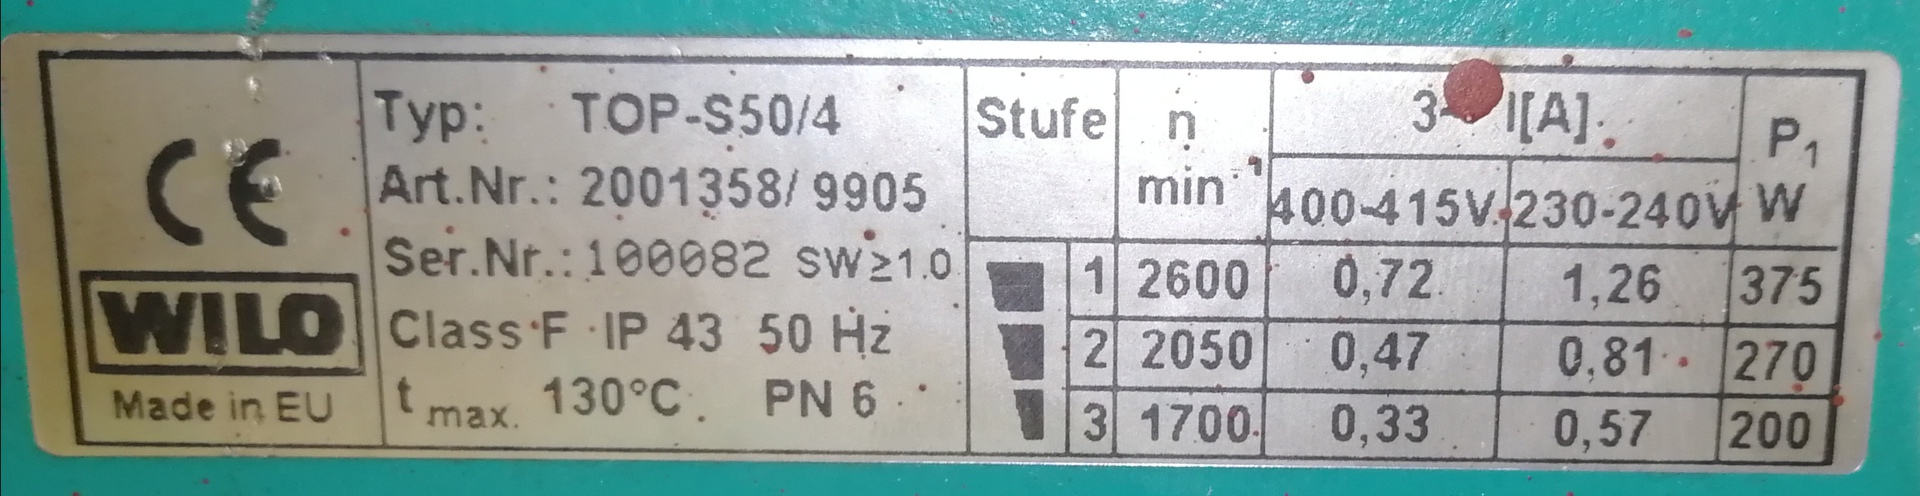 CE
WILO
Made in EU
Typ: TOP-S50/4
Art.Nr.: 2001358/ 9905
Ser.Nr.: 100082 SW≥1.0
Class F IP 43 50 Hz
t max. 130°C. PN 6
Stufe n min⁻¹ 3~ I[A] P₁ W
400-415V 230-240V
1 2600 0,72 1,26 375
2 2050 0,47 0,81 270
3 1700 0,33 0,57 200